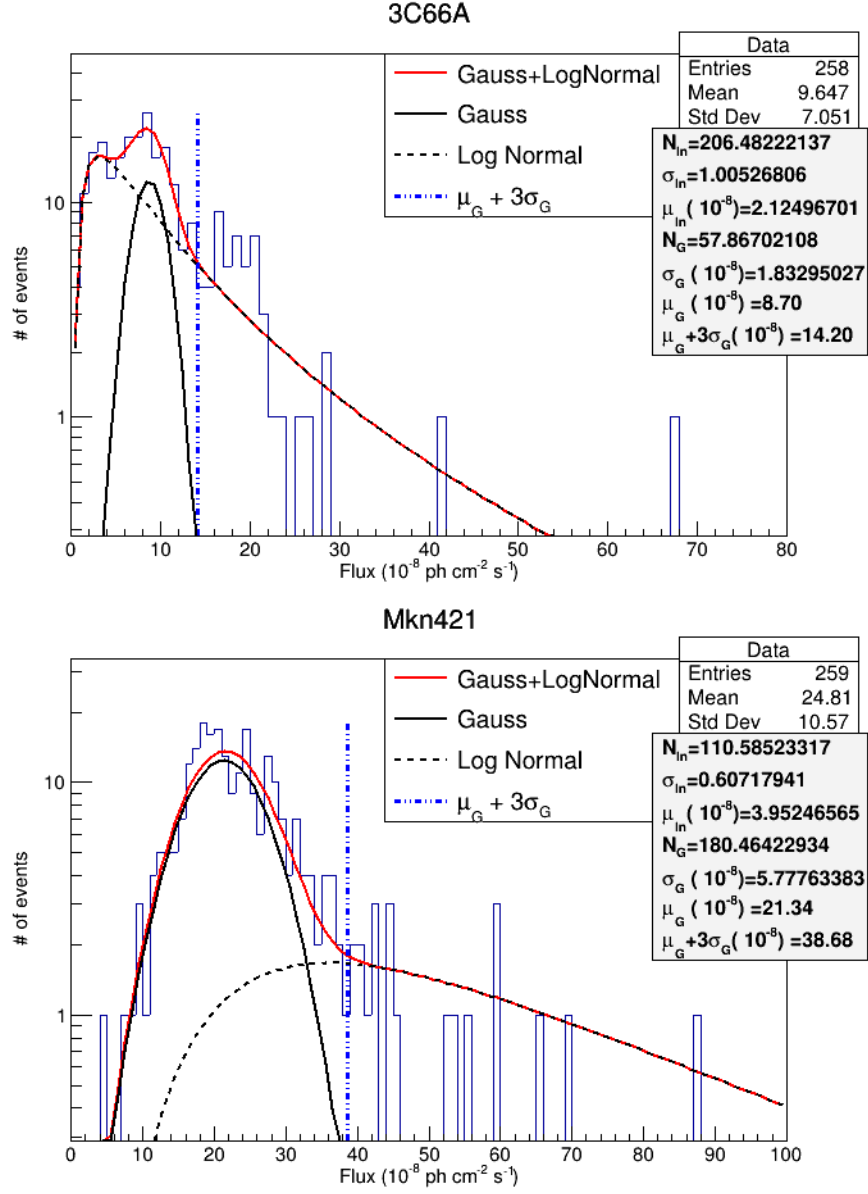 3C66A
Data
Entries 258
Mean 9.647
Std Dev 7.051
Gauss+LogNormal
Gauss
Log Normal
μG + 3σG
Nln=206.48222137
σln=1.00526806
μln( 10-8)=2.12496701
NG=57.86702108
σG ( 10-8)=1.83295027
μG ( 10-8) =8.70
μG+3σG( 10-8) =14.20
# of events
10
1
0 10 20 30 40 50 60 70 80
Flux (10-8 ph cm-2 s-1)
Mkn421
Data
Entries 259
Mean 24.81
Std Dev 10.57
Gauss+LogNormal
Gauss
Log Normal
μG + 3σG
Nln=110.58523317
σln=0.60717941
μln( 10-8)=3.95246565
NG=180.46422934
σG ( 10-8)=5.77763383
μG ( 10-8) =21.34
μG+3σG( 10-8) =38.68
# of events
10
1
0 10 20 30 40 50 60 70 80 90 100
Flux (10-8 ph cm-2 s-1)